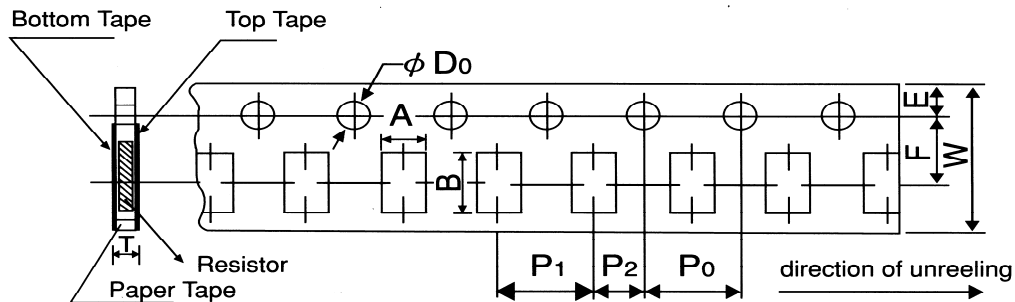 Bottom Tape
Top Tape
ϕ D0
A
B
E
F
W
T
Resistor
Paper Tape
P1
P2
P0
direction of unreeling